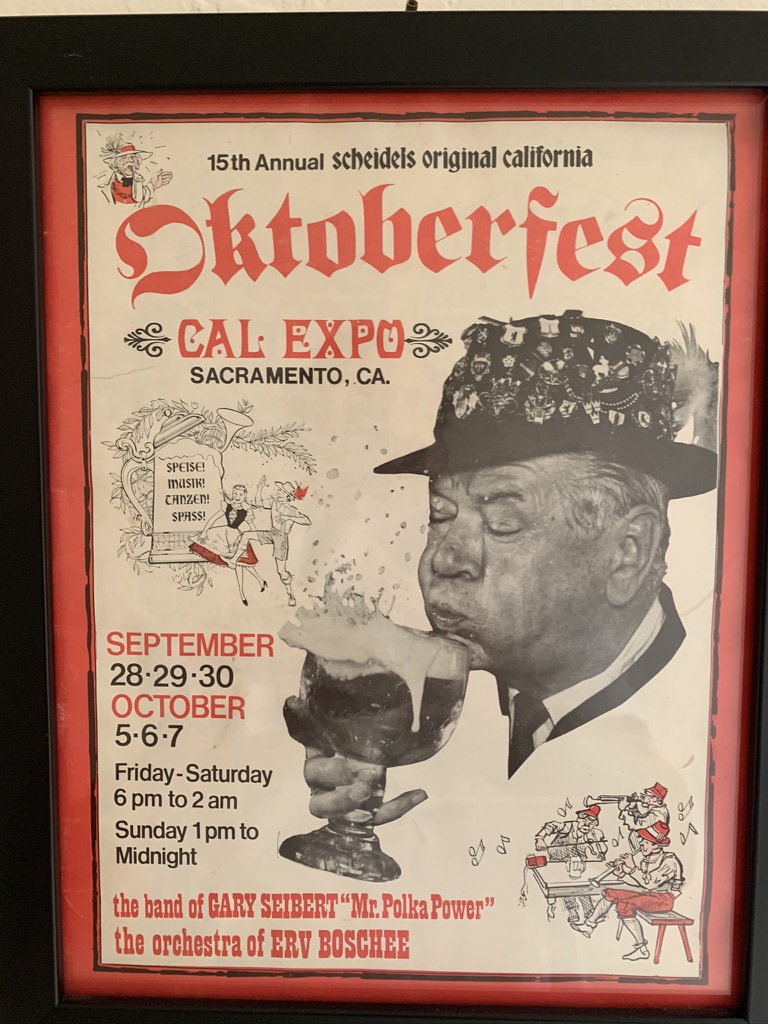 15th Annual scheidels original california
Oktoberfest
CAL EXPO
SACRAMENTO, CA.
SPEISE!
MUSIK!
TANZEN!
SPASS!
SEPTEMBER
28·29·30
OCTOBER
5·6·7
Friday-Saturday
6 pm to 2 am
Sunday 1 pm to
Midnight
the band of GARY SEIBERT "Mr. Polka Power"
the orchestra of ERV BOSCHEE